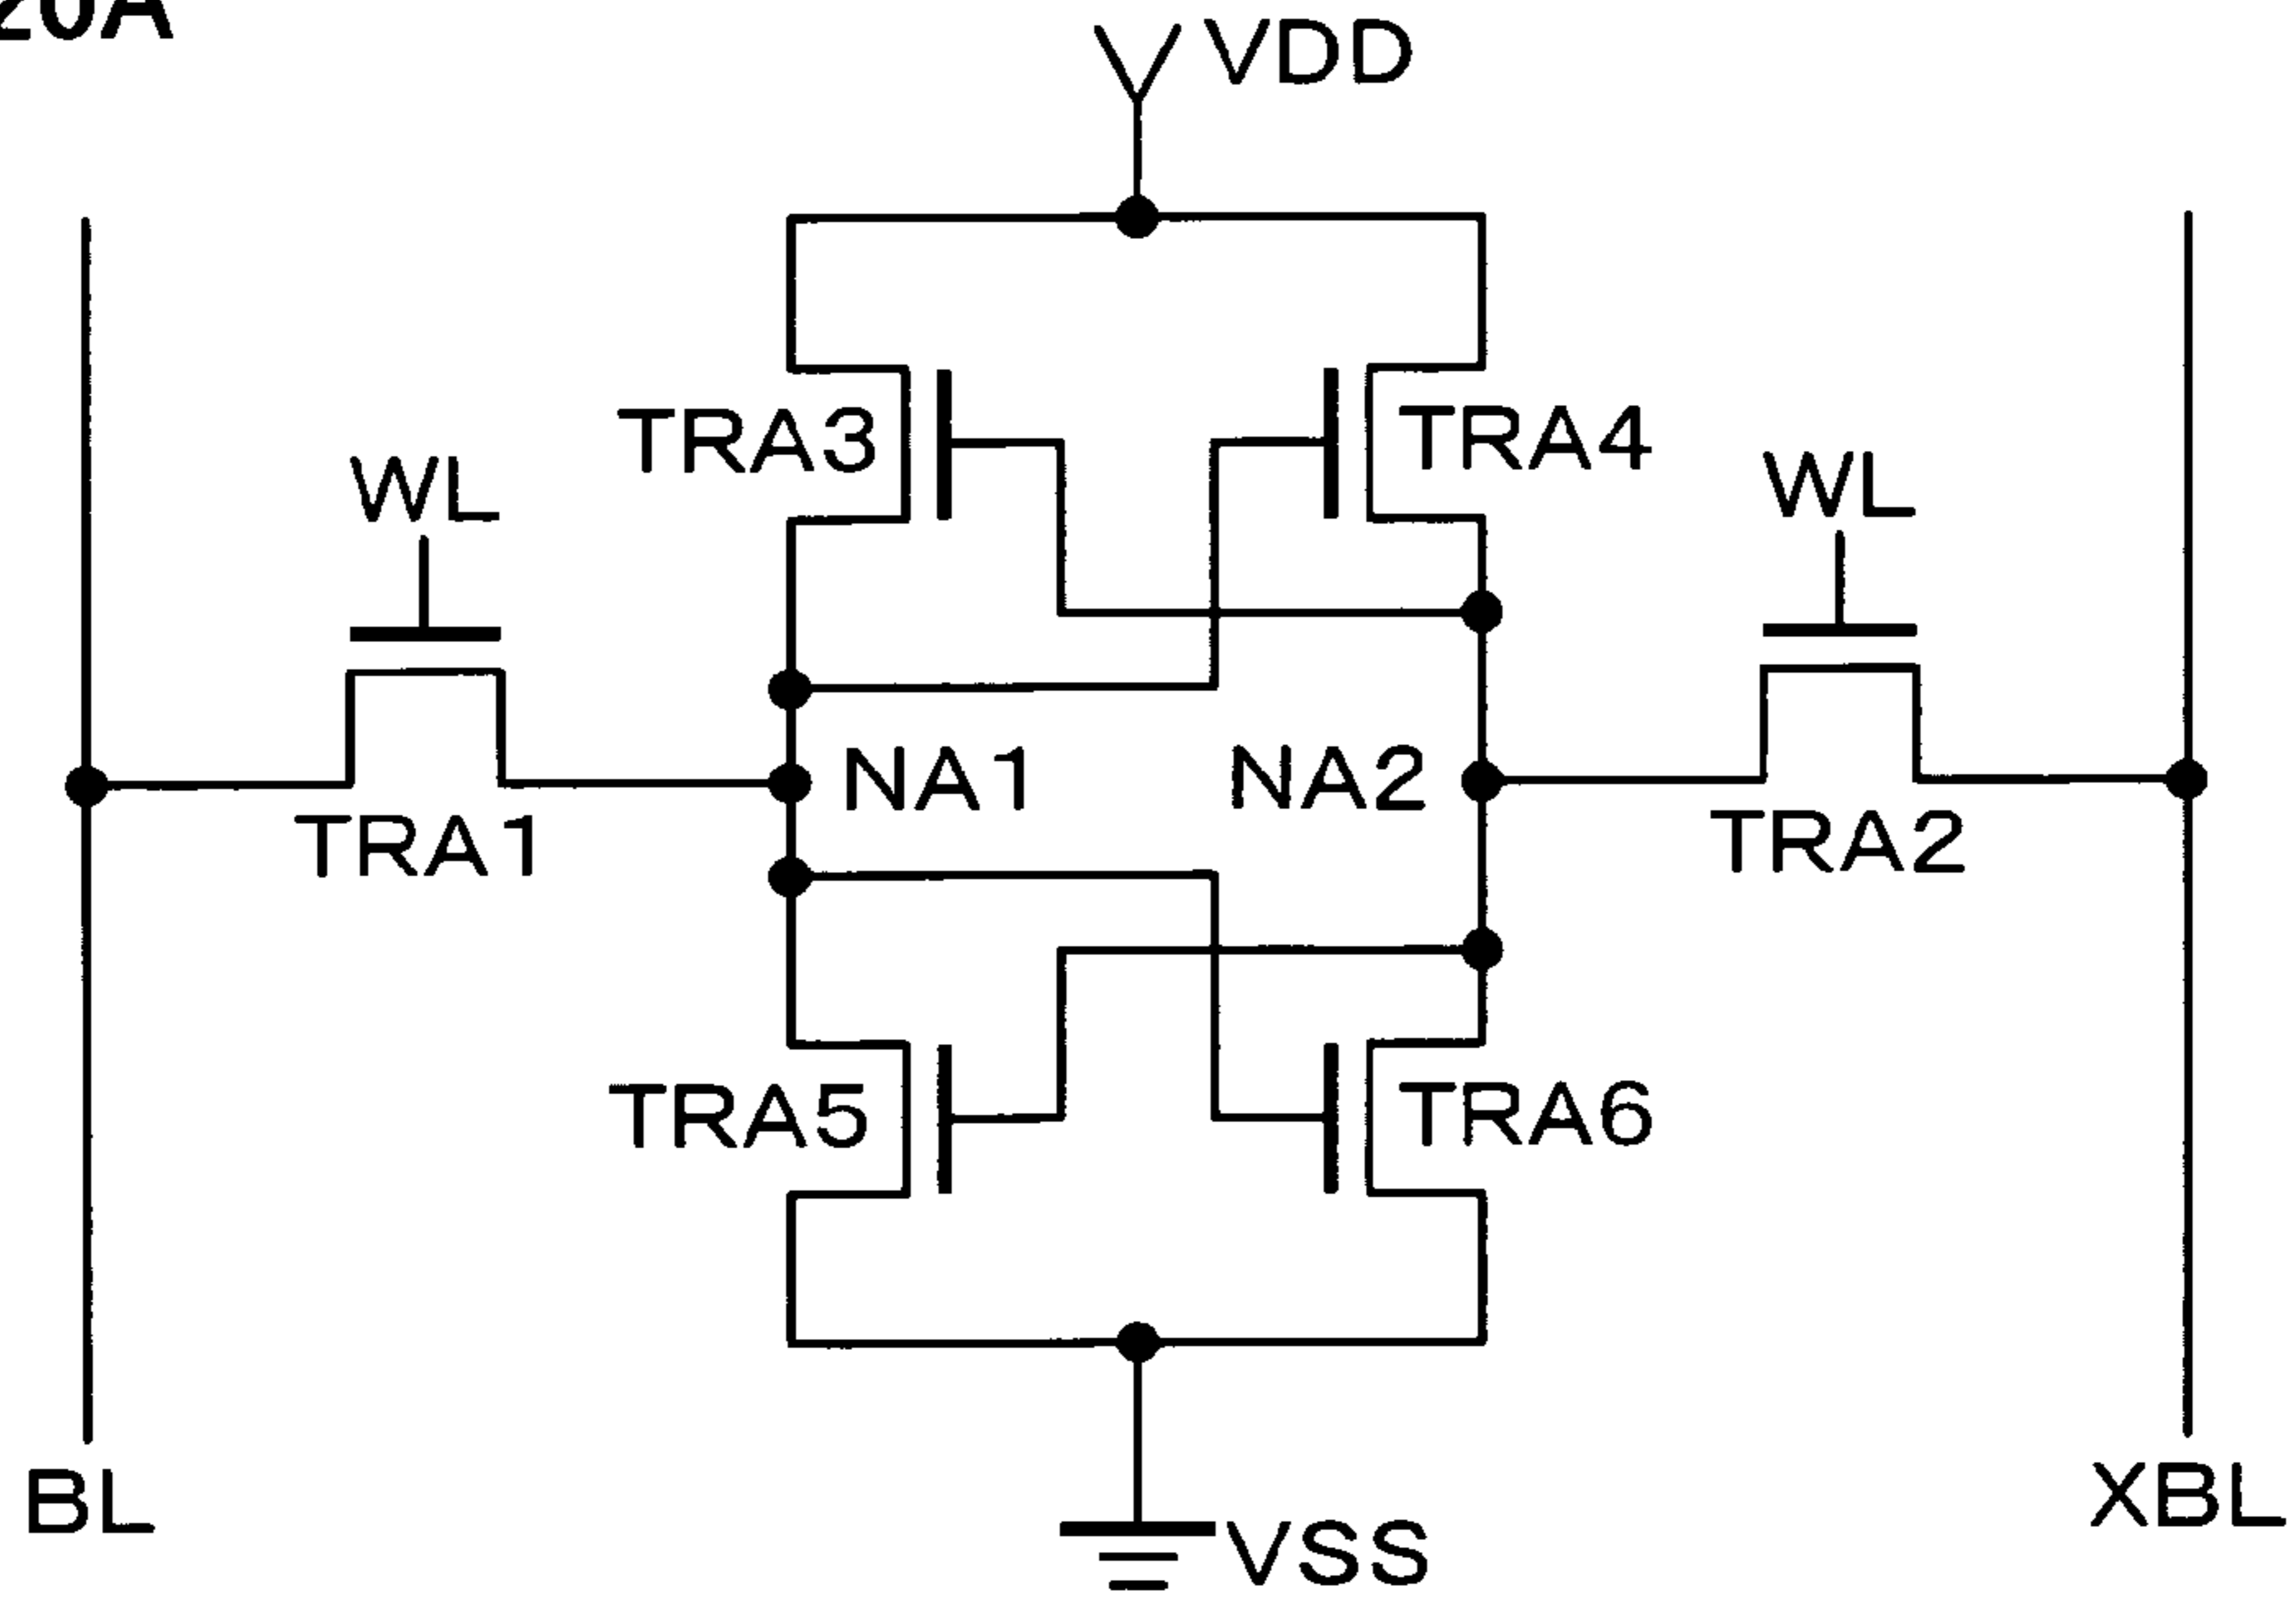 20A
VDD
TRA3
TRA4
WL
WL
NA1
NA2
TRA1
TRA2
TRA5
TRA6
BL
XBL
VSS